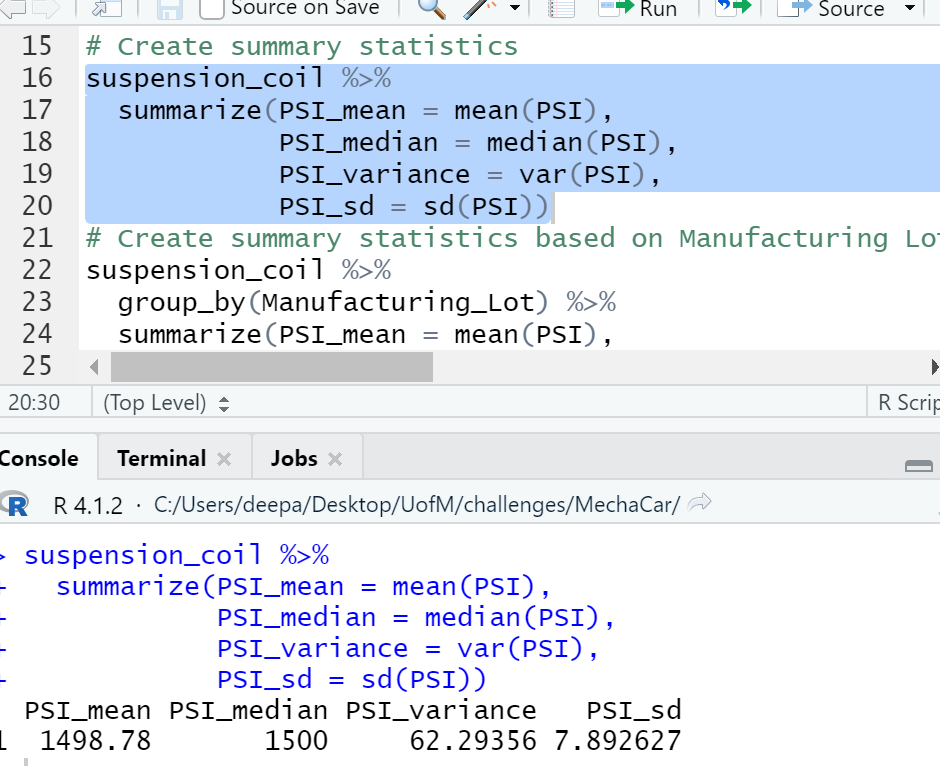 Source on Save
Run
Source
15 # Create summary statistics
16 suspension_coil %>%
17 summarize(PSI_mean = mean(PSI),
18 PSI_median = median(PSI),
19 PSI_variance = var(PSI),
20 PSI_sd = sd(PSI))
21 # Create summary statistics based on Manufacturing Lo
22 suspension_coil %>%
23 group_by(Manufacturing_Lot) %>%
24 summarize(PSI_mean = mean(PSI),
25
20:30 (Top Level) R Scrip
Console Terminal Jobs
R R 4.1.2 · C:/Users/deepa/Desktop/UofM/challenges/MechaCar/
> suspension_coil %>%
+ summarize(PSI_mean = mean(PSI),
+ PSI_median = median(PSI),
+ PSI_variance = var(PSI),
+ PSI_sd = sd(PSI))
PSI_mean PSI_median PSI_variance PSI_sd
1 1498.78 1500 62.29356 7.892627